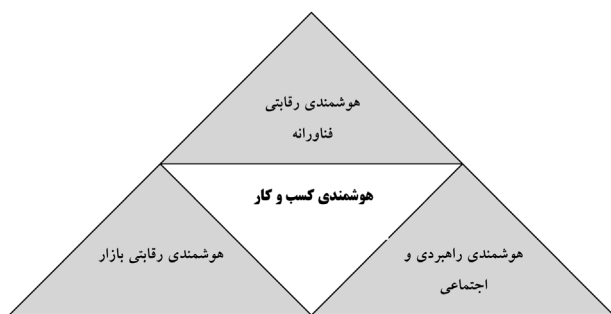 هوشمندی رقابتی
فناورانه
هوشمندی کسب و کار
هوشمندی راهبردی و
اجتماعی
هوشمندی رقابتی بازار